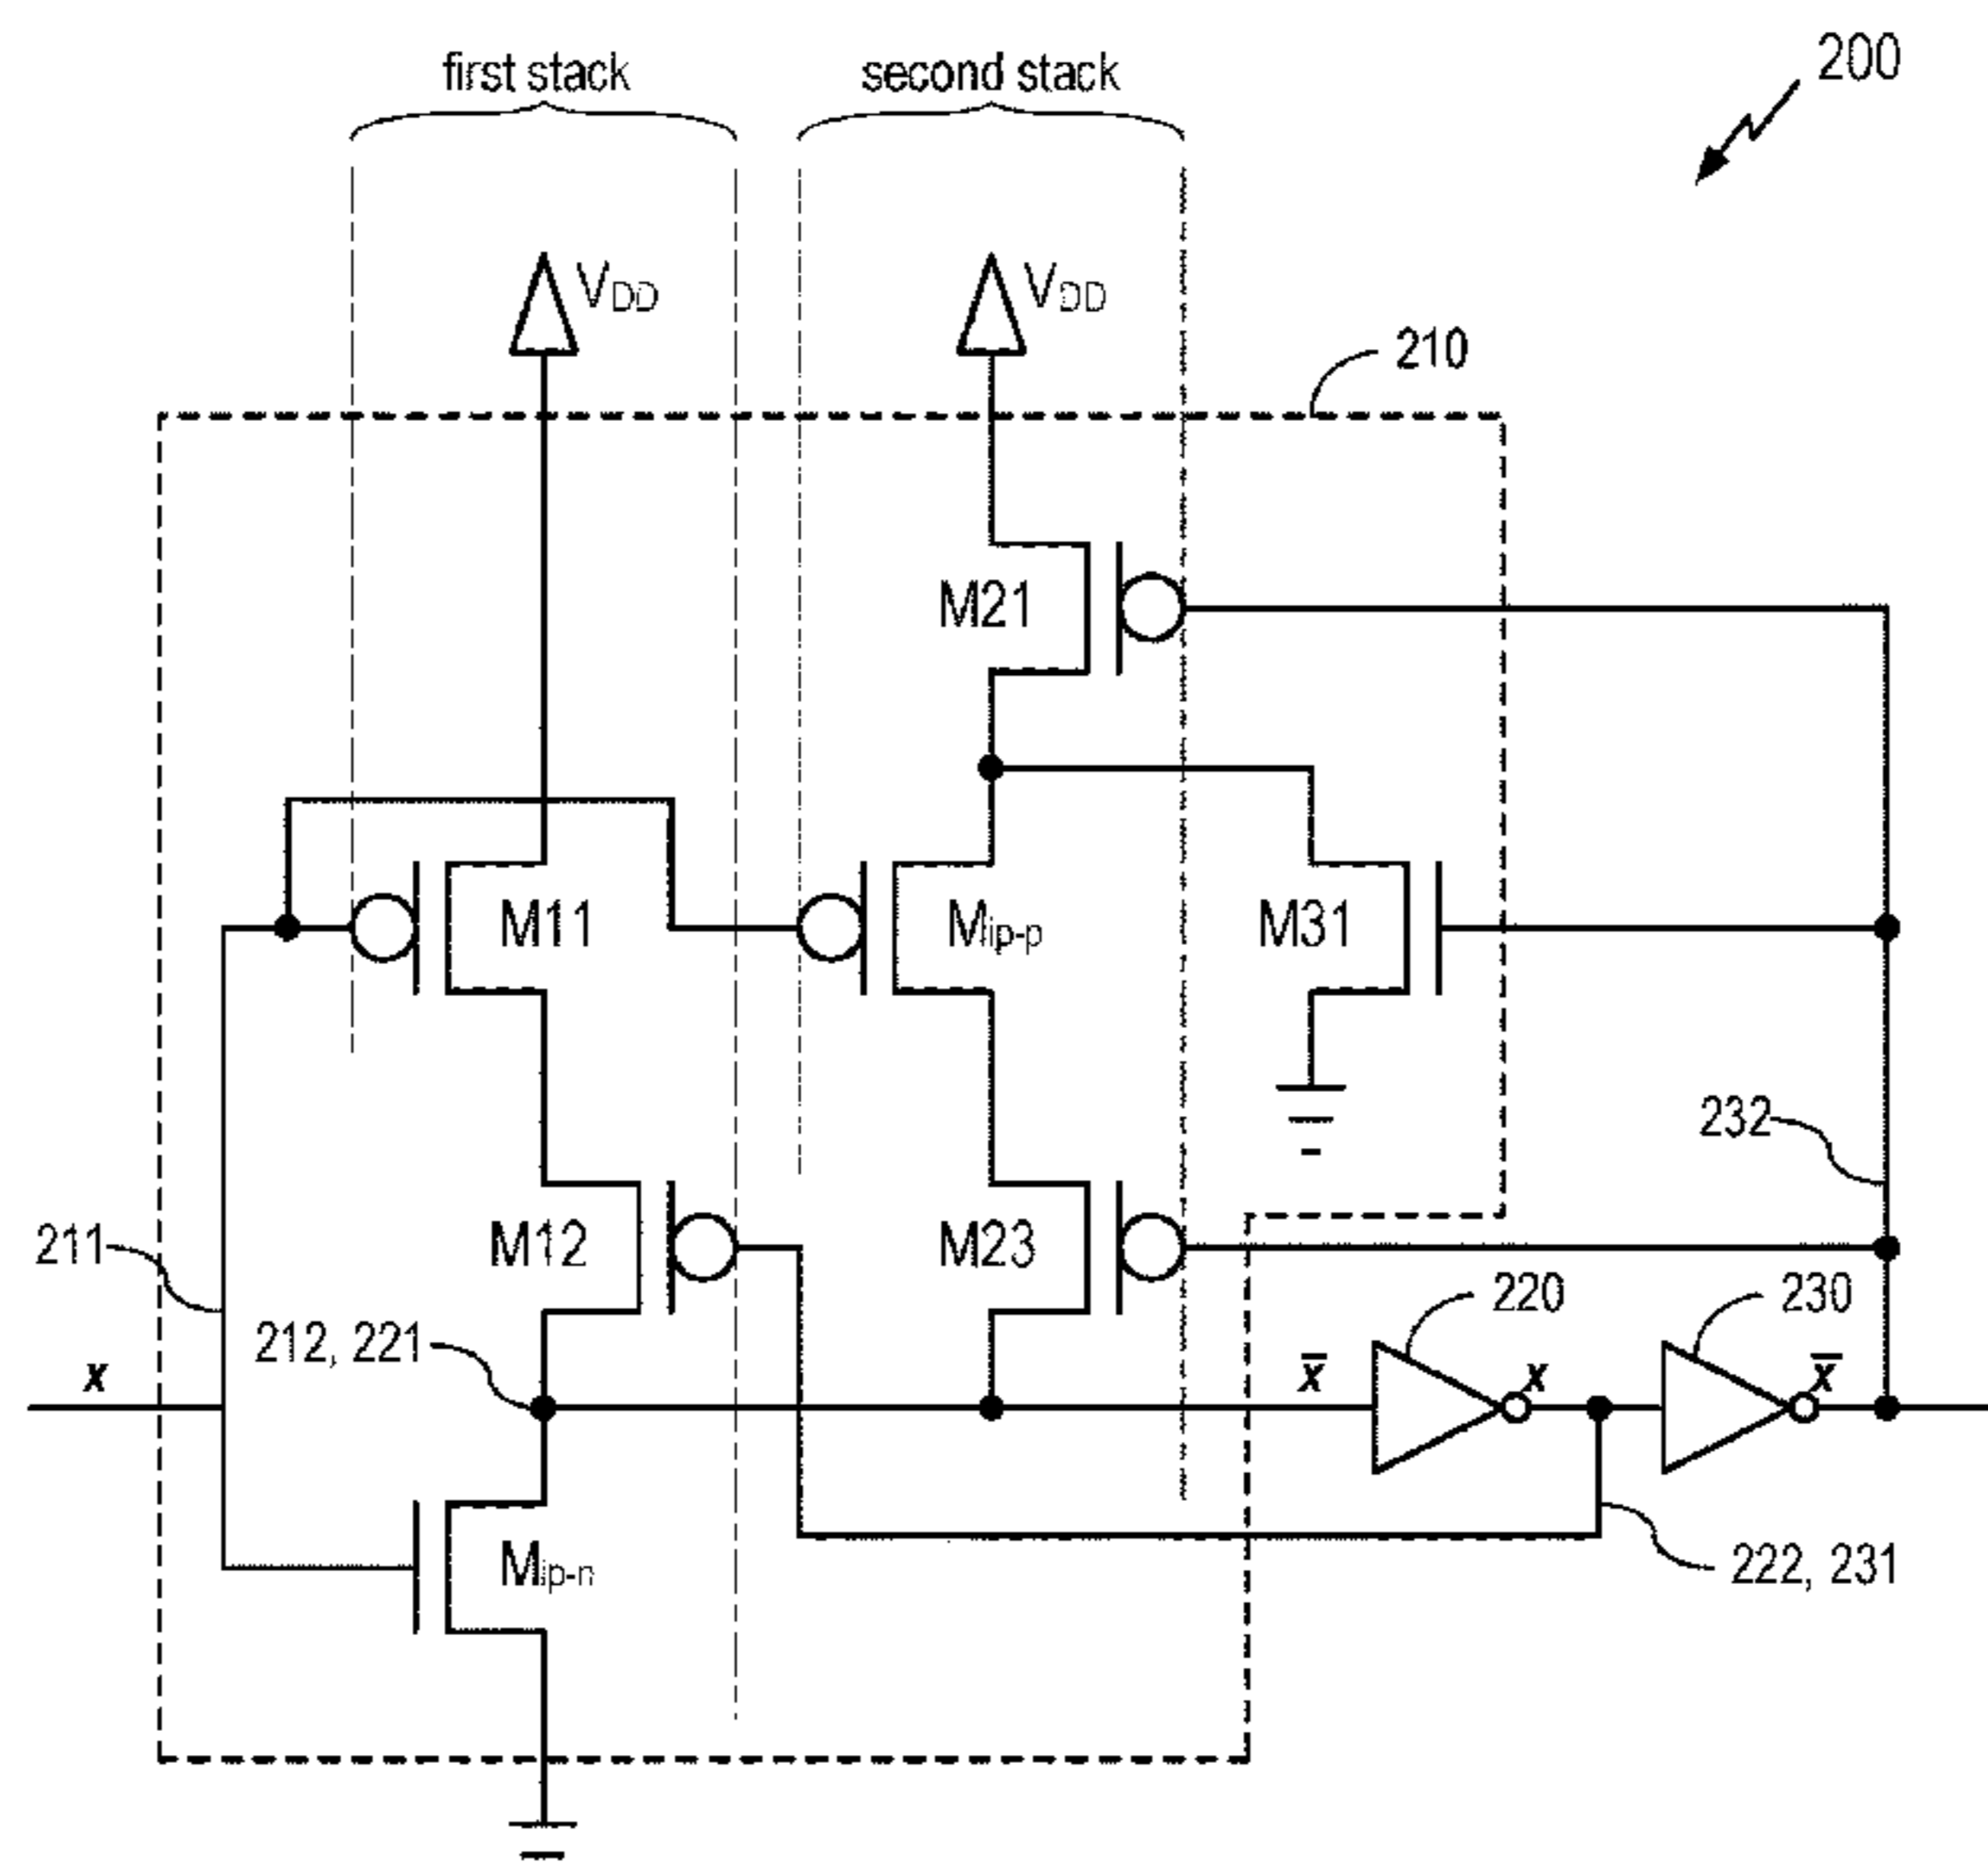 first stack
second stack
200
VDD
VDD
210
M21
M11
Mip-p
M31
232
211
M12
M23
220
230
212, 221
x
x̅
x
x̅
Mip-n
222, 231